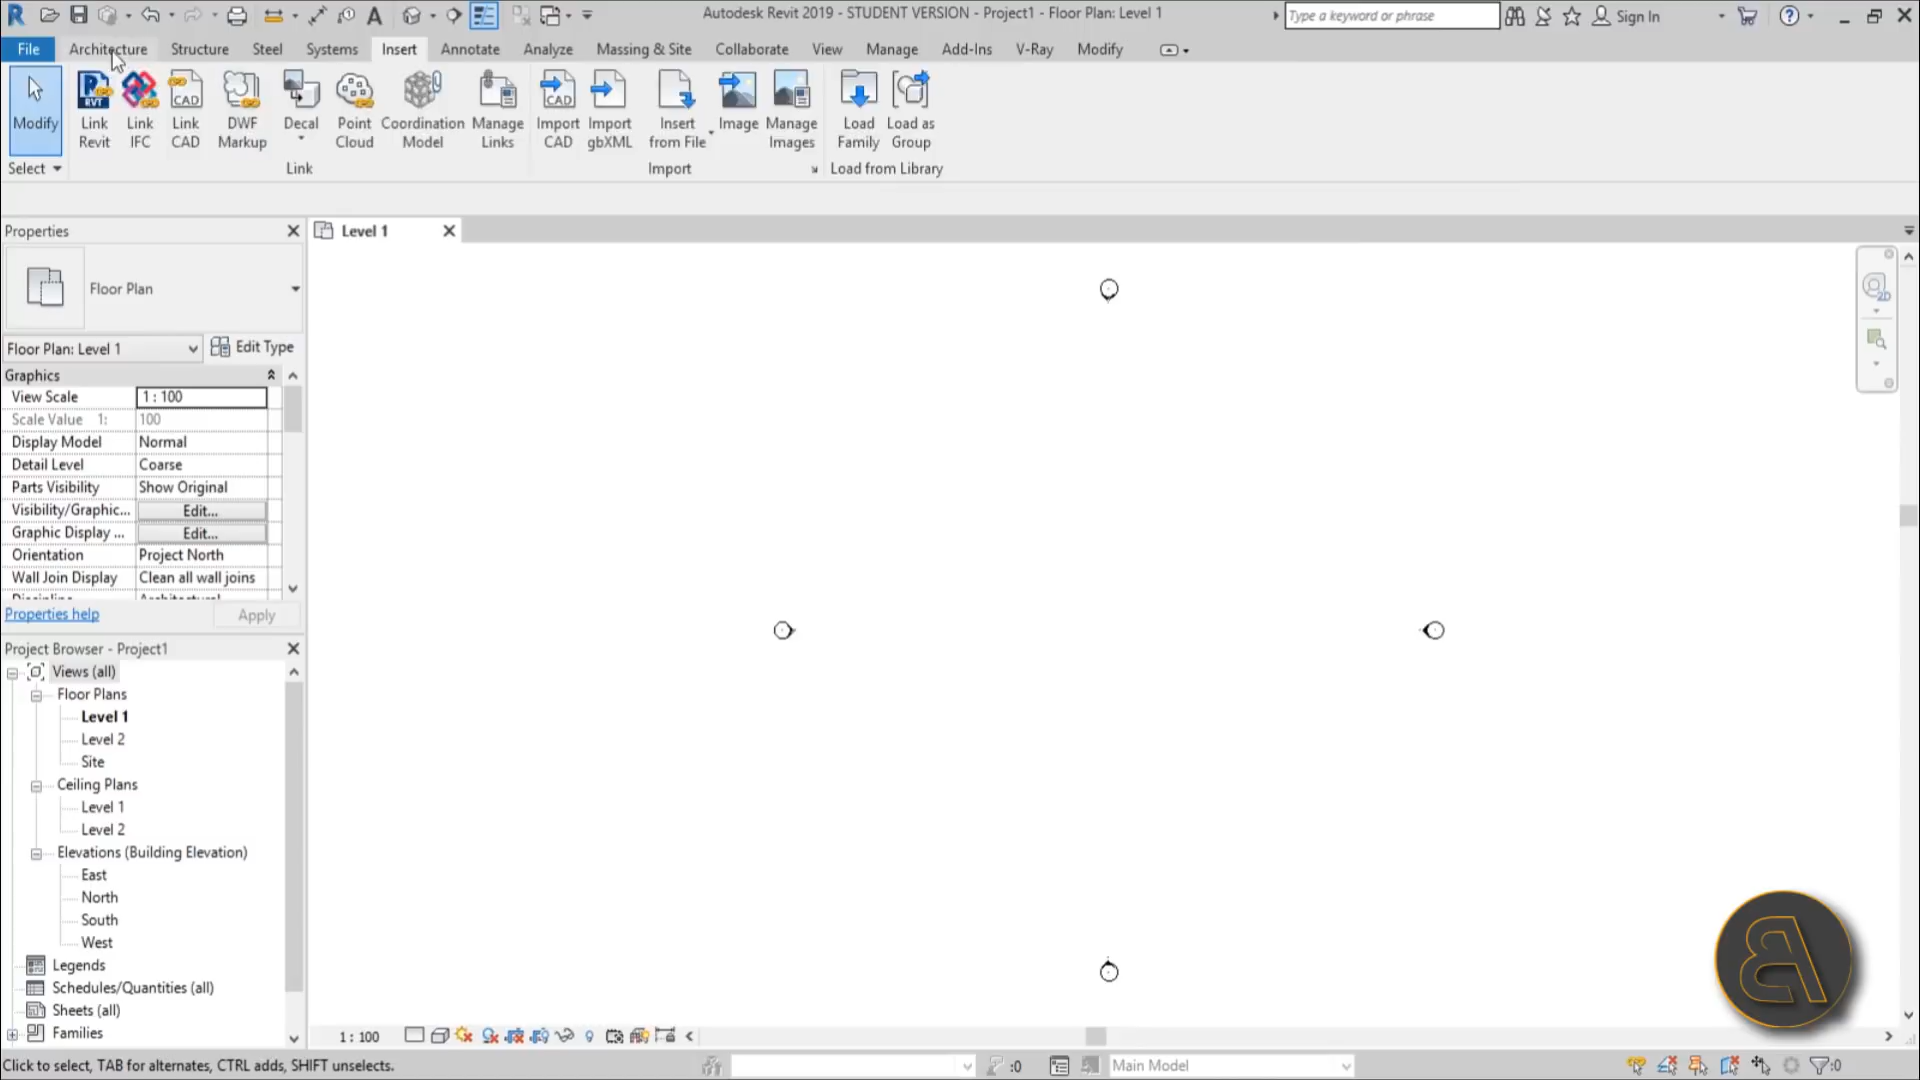 Autodesk Revit 2019 - STUDENT VERSION - Project1 - Floor Plan: Level 1
Type a keyword or phrase
Sign In
File Architecture Structure Steel Systems Insert Annotate Analyze Massing & Site Collaborate View Manage Add-Ins V-Ray Modify
Modify
Link Revit
Link IFC
Link CAD
DWF Markup
Decal
Point Cloud
Coordination Model
Manage Links
Import CAD
Import gbXML
Insert from File
Image
Manage Images
Load Family
Load as Group
Select
Link
Import
Load from Library
Properties
Level 1
Floor Plan
Floor Plan: Level 1
Edit Type
Graphics
View Scale 1 : 100
Scale Value 1: 100
Display Model Normal
Detail Level Coarse
Parts Visibility Show Original
Visibility/Graphic... Edit...
Graphic Display ... Edit...
Orientation Project North
Wall Join Display Clean all wall joins
Discipline Architectural
Properties help
Apply
Project Browser - Project1
Views (all)
Floor Plans
Level 1
Level 2
Site
Ceiling Plans
Level 1
Level 2
Elevations (Building Elevation)
East
North
South
West
Legends
Schedules/Quantities (all)
Sheets (all)
Families
1 : 100
Click to select, TAB for alternates, CTRL adds, SHIFT unselects.
:0
Main Model
:0